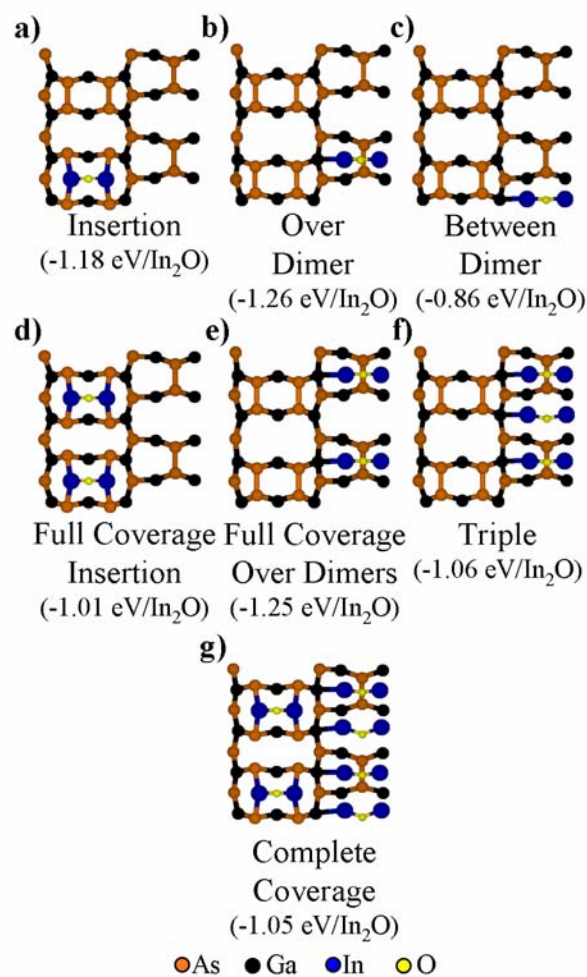 a)
b)
c)
Insertion
(-1.18 eV/In₂O)
Over
Dimer
(-1.26 eV/In₂O)
Between
Dimer
(-0.86 eV/In₂O)
d)
e)
f)
Full Coverage
Insertion
(-1.01 eV/In₂O)
Full Coverage
Over Dimers
(-1.25 eV/In₂O)
Triple
(-1.06 eV/In₂O)
g)
Complete
Coverage
(-1.05 eV/In₂O)
As Ga In O